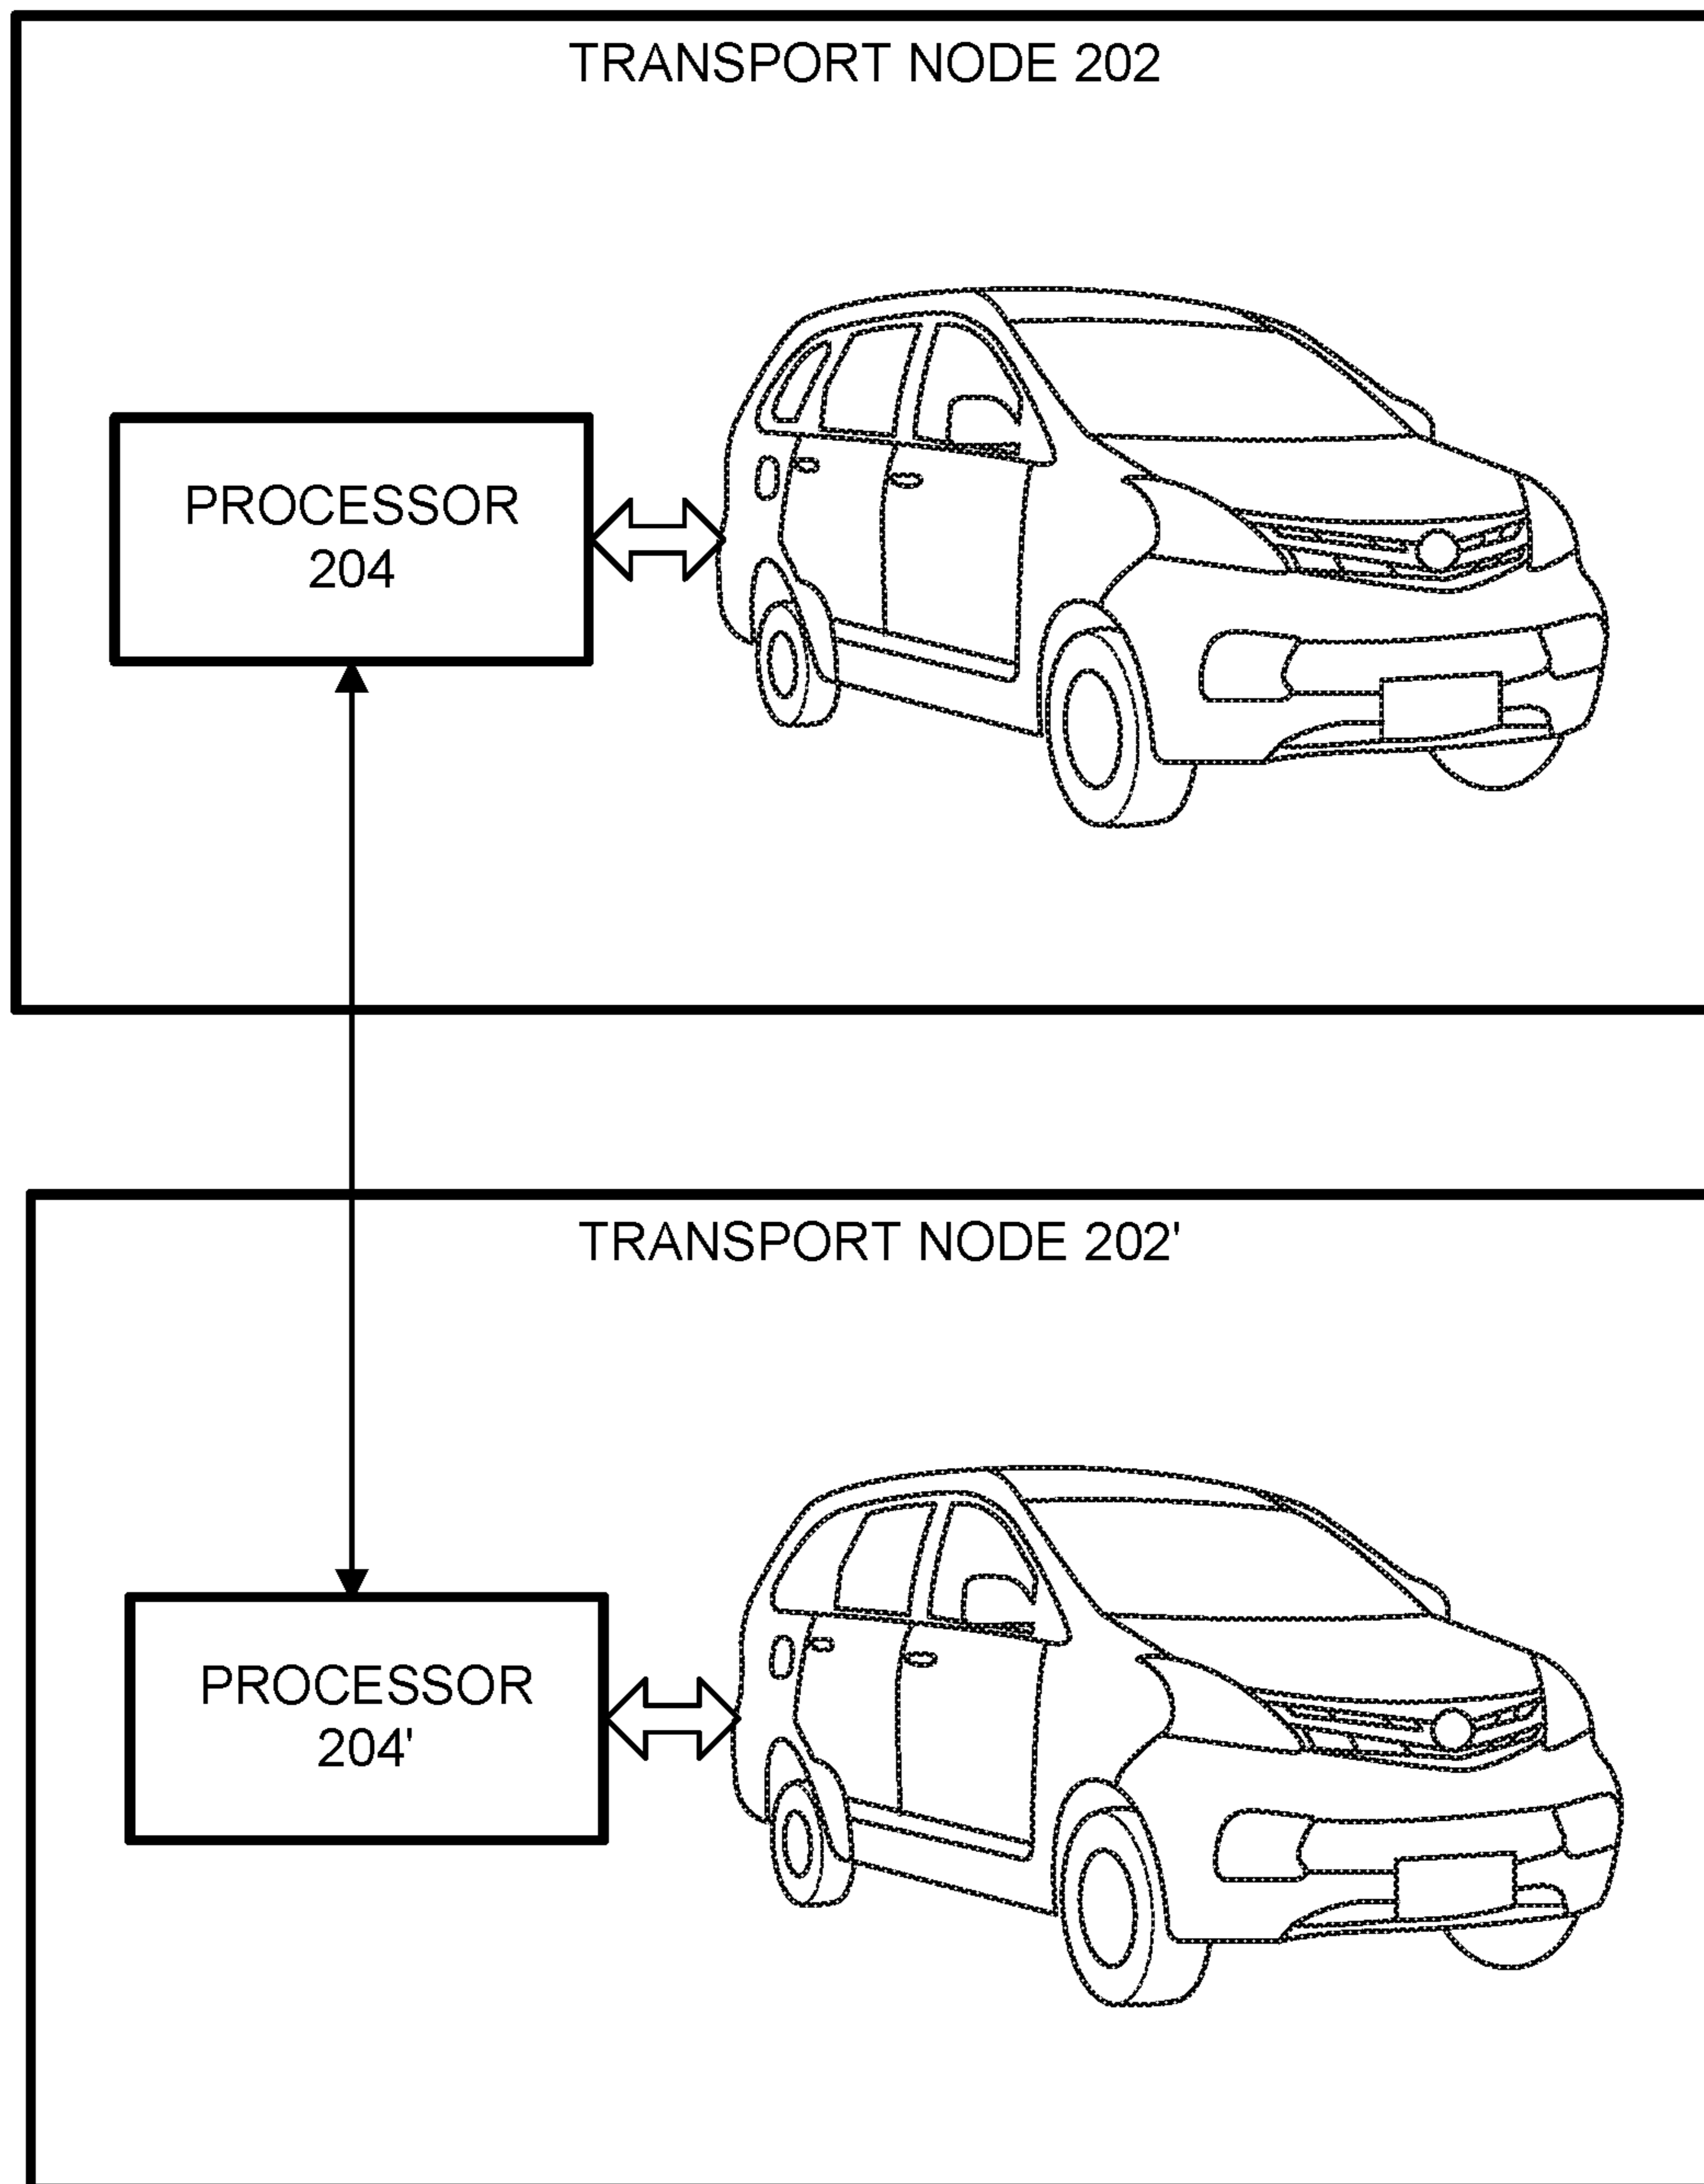 TRANSPORT NODE 202
PROCESSOR
204
TRANSPORT NODE 202'
PROCESSOR
204'